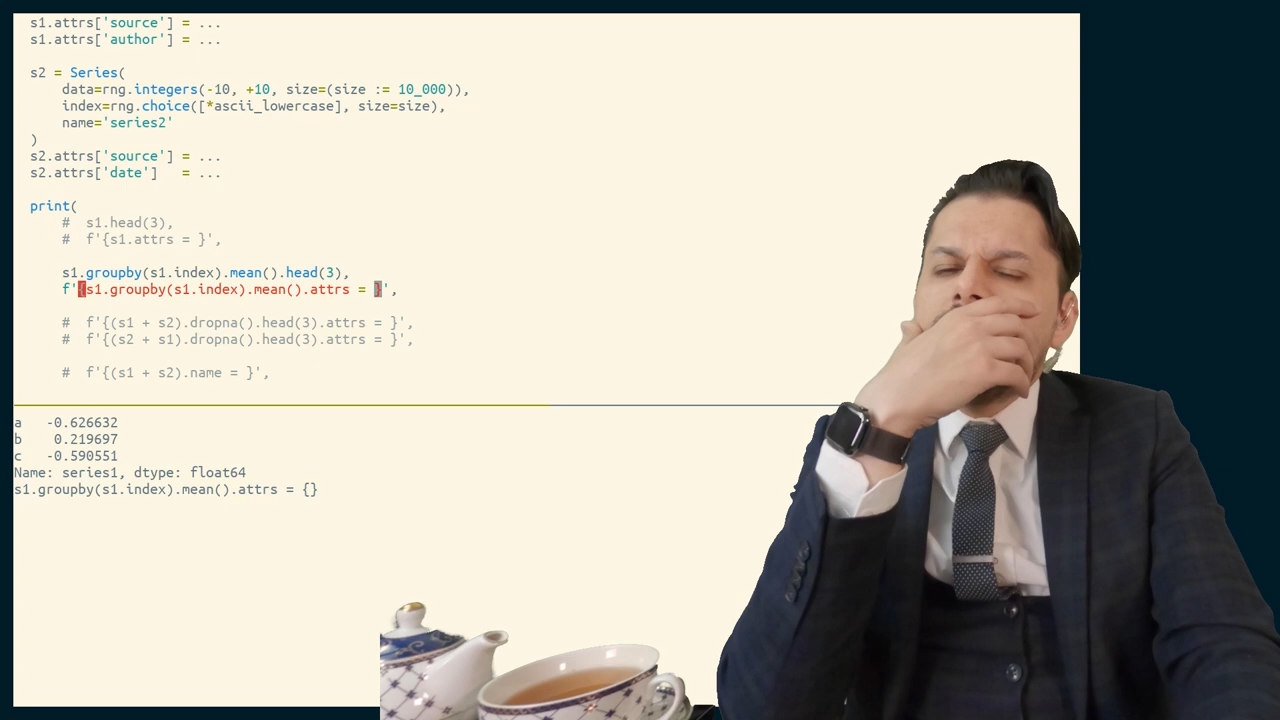 s1.attrs['source'] = ...
s1.attrs['author'] = ...
s2 = Series(
data=rng.integers(-10, +10, size=(size := 10_000)),
index=rng.choice([*ascii_lowercase], size=size),
name='series2'
)
s2.attrs['source'] = ...
s2.attrs['date']   = ...
print(
#  s1.head(3),
#  f'{s1.attrs = }',
s1.groupby(s1.index).mean().head(3),
f'{s1.groupby(s1.index).mean().attrs = }',
#  f'{(s1 + s2).dropna().head(3).attrs = }',
#  f'{(s2 + s1).dropna().head(3).attrs = }',
#  f'{(s1 + s2).name = }',
a   -0.626632
b    0.219697
c   -0.590551
Name: series1, dtype: float64
s1.groupby(s1.index).mean().attrs = {}